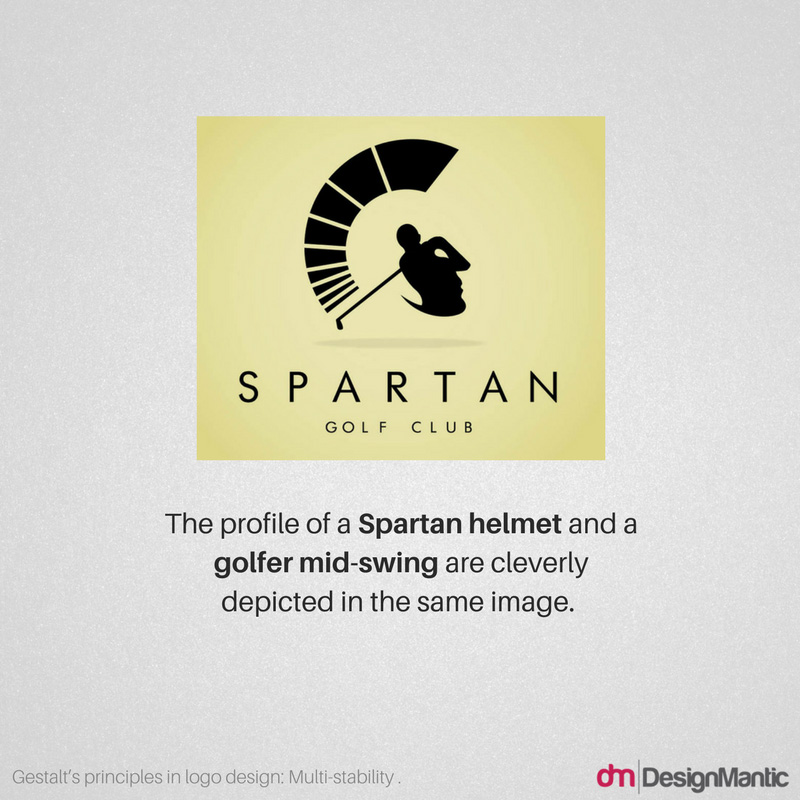 SPARTAN
GOLF CLUB
The profile of a Spartan helmet and a
golfer mid-swing are cleverly
depicted in the same image.
Gestalt's principles in logo design: Multi-stability .
dm DesignMantic